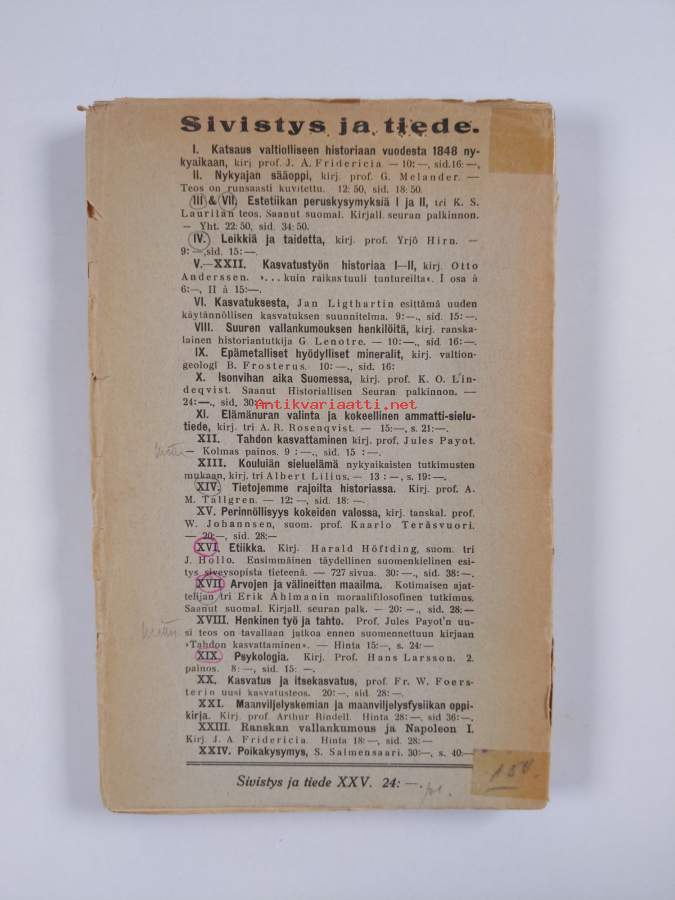 Sivistys ja tiede.
I. Katsaus valtiolliseen historiaan vuodesta 1848 ny-
kyaikaan, kirj prof. J. A. Fridericia — 10: –, sid. 16: –,
II. Nykyajan sääoppi, kirj. prof. G. Melander. —
Teos on runsaasti kuvitettu. 12: 50, sid. 18: 50.
III & VII. Estetiikan peruskysymyksiä I ja II, tri K. S.
Laurilan teos. Saanut suomal. Kirjall. seuran palkinnon.
— Yht. 22: 50, sid. 34: 50.
IV. Leikkiä ja taidetta, kirj. prof. Yrjö Hirn. —
9: –, sid. 15: –.
V.—XXII. Kasvatustyön historiaa I—II, kirj. Otto
Anderssen. »... kuin raikas tuuli tuntureilta«. I osa à
6: –, II à 15: –.
VI. Kasvatuksesta, Jan Ligthartin esittämä uuden
käytännöllisen kasvatuksen suunnitelma. 9: –., sid. 15: –.
VIII. Suuren vallankumouksen henkilöitä, kirj. ranska-
lainen historiantutkija G. Lenotre. — 10: –., sid. 16: –.
IX. Epämetalliset hyödylliset mineralit, kirj. valtion-
geologi B. Frosterus. 10: –., sid. 16:
X. Isonvihan aika Suomessa, kirj. prof. K. O. Lin-
deqvist. Saanut Historiallisen Seuran palkinnon. —
24: –., sid. 30:
Antikvariaatti.net
XI. Elämänuran valinta ja kokeellinen ammatti-sielu-
tiede, kirj. tri A. R. Rosenqvist. — 15: –, s. 21: –.
XII. Tahdon kasvattaminen kirj. prof. Jules Payot.
— Kolmas painos. 9 : –., sid. 15 : –.
XIII. Kouluiän sieluelämä nykyaikaisten tutkimusten
mukaan, kirj. tri Albert Lilius. — 13 : –, s. 19: –.
XIV. Tietojemme rajoilta historiassa. Kirj. prof. A.
M. Tallgren. — 12: –, sid. 18: –.
XV. Perinnöllisyys kokeiden valossa, kirj. tanskal. prof.
W. Johannsen, suom. prof. Kaarlo Teräsvuori.
— 20: –, sid. 28: –
XVI. Etiikka. Kirj. Harald Höffding, suom. tri
J. Hollo. Ensimmäinen täydellinen suomenkielinen esi-
tys siveysopista tieteenä. — 727 sivua. 30: –., sid. 38: –.
XVII. Arvojen ja välineitten maailma. Kotimaisen ajat-
telijan tri Erik Ahlmanin moraalifilosofinen tutkimus.
Saanut suomal. Kirjall. seuran palk. — 20: –., sid. 28: –
XVIII. Henkinen työ ja tahto. Prof. Jules Payot'n uu-
si teos on tavallaan jatkoa ennen suomennettuun kirjaan
»Tahdon kasvattaminen«. — Hinta 15: –, s. 24: –
XIX. Psykologia. Kirj. Prof. Hans Larsson. 2.
painos. 8: –, sid. 15: –.
XX. Kasvatus ja itsekasvatus, prof. Fr. W. Foers-
terin uusi kasvatusteos. 20: –, sid. 28: –.
XXI. Maanviljelyskemian ja maanviljelysfysiikan oppi-
kirja. Kirj. prof. Arthur Rindell. Hinta 28: –, sid 36: –.
XXIII. Ranskan vallankumous ja Napoleon I.
Kirj. J. A. Fridericia. Hinta 18: –, sid. 28: –
XXIV. Poikakysymys, S. Salmensaari. 30: –, s. 40: –
150.
Sivistys ja tiede XXV. 24: –.